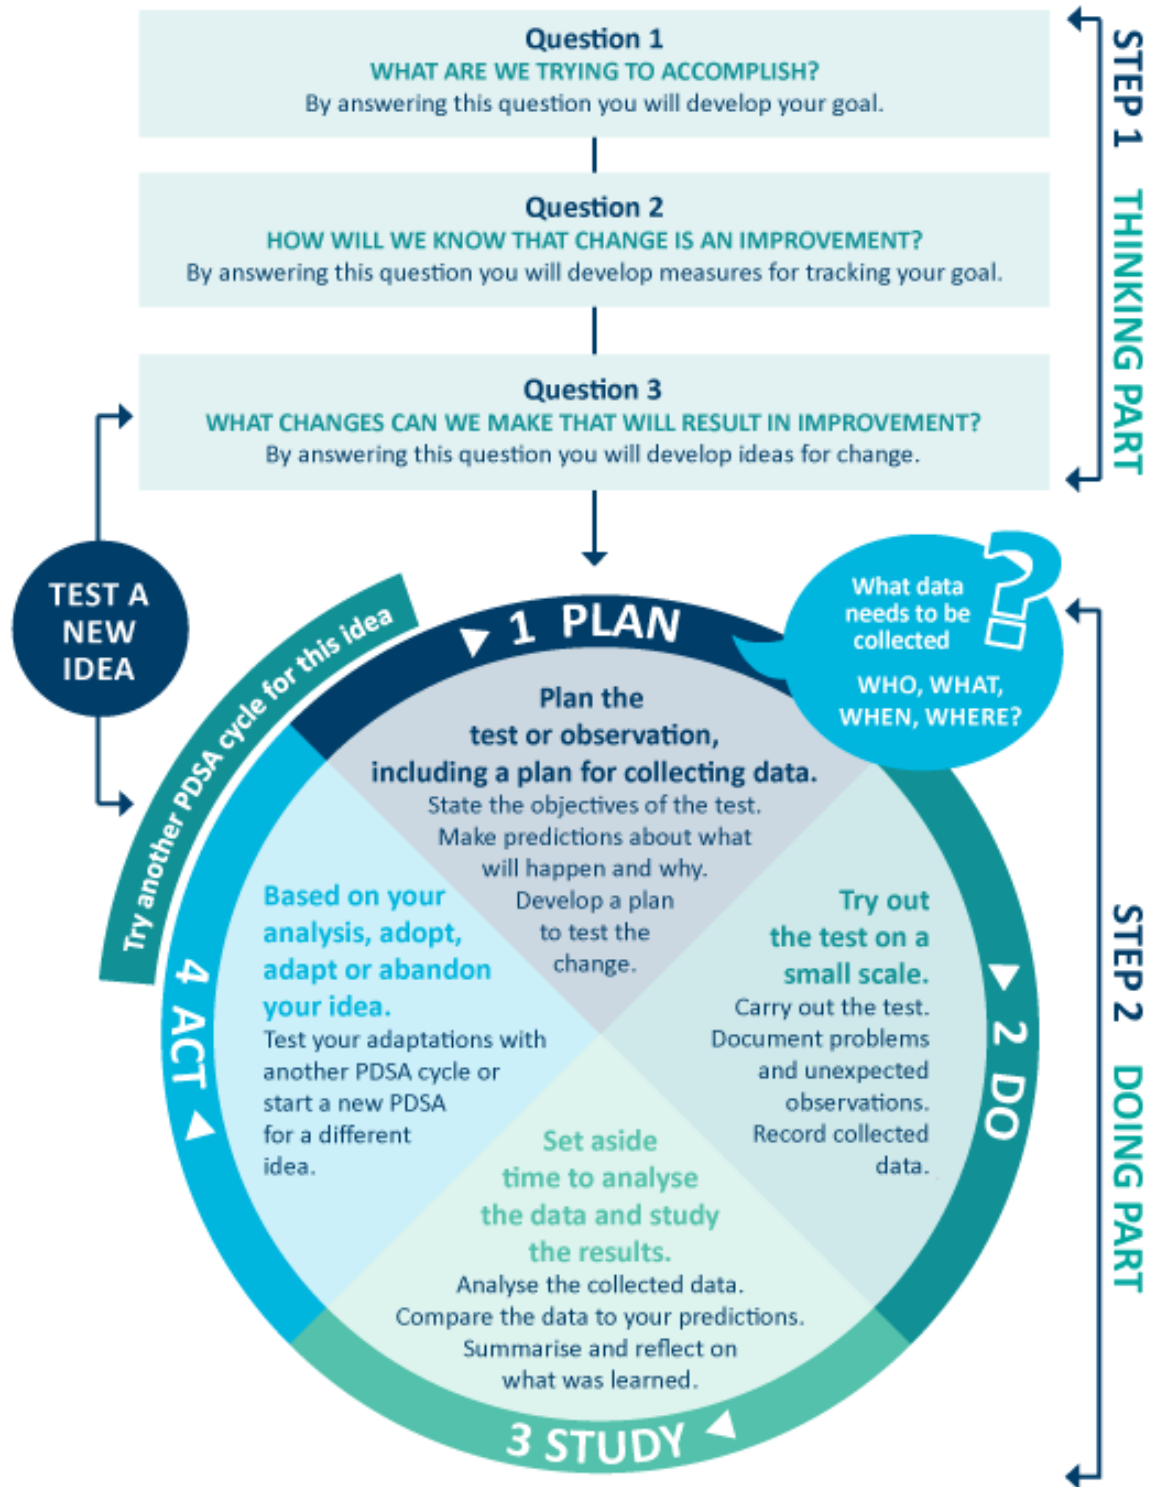 Question 1
WHAT ARE WE TRYING TO ACCOMPLISH?
By answering this question you will develop your goal.
Question 2
HOW WILL WE KNOW THAT CHANGE IS AN IMPROVEMENT?
By answering this question you will develop measures for tracking your goal.
Question 3
WHAT CHANGES CAN WE MAKE THAT WILL RESULT IN IMPROVEMENT?
By answering this question you will develop ideas for change.
STEP 1 THINKING PART
TEST A
NEW
IDEA
Try another PDSA cycle for this idea
1 PLAN
What data
needs to be
collected
?
WHO, WHAT,
WHEN, WHERE?
Plan the
test or observation,
including a plan for collecting data.
State the objectives of the test.
Make predictions about what
will happen and why.
Develop a plan
to test the
change.
2 DO
Try out
the test on a
small scale.
Carry out the test.
Document problems
and unexpected
observations.
Record collected
data.
3 STUDY
Set aside
time to analyse
the data and study
the results.
Analyse the collected data.
Compare the data to your predictions.
Summarise and reflect on
what was learned.
4 ACT
Based on your
analysis, adopt,
adapt or abandon
your idea.
Test your adaptations with
another PDSA cycle or
start a new PDSA
for a different
idea.
STEP 2 DOING PART